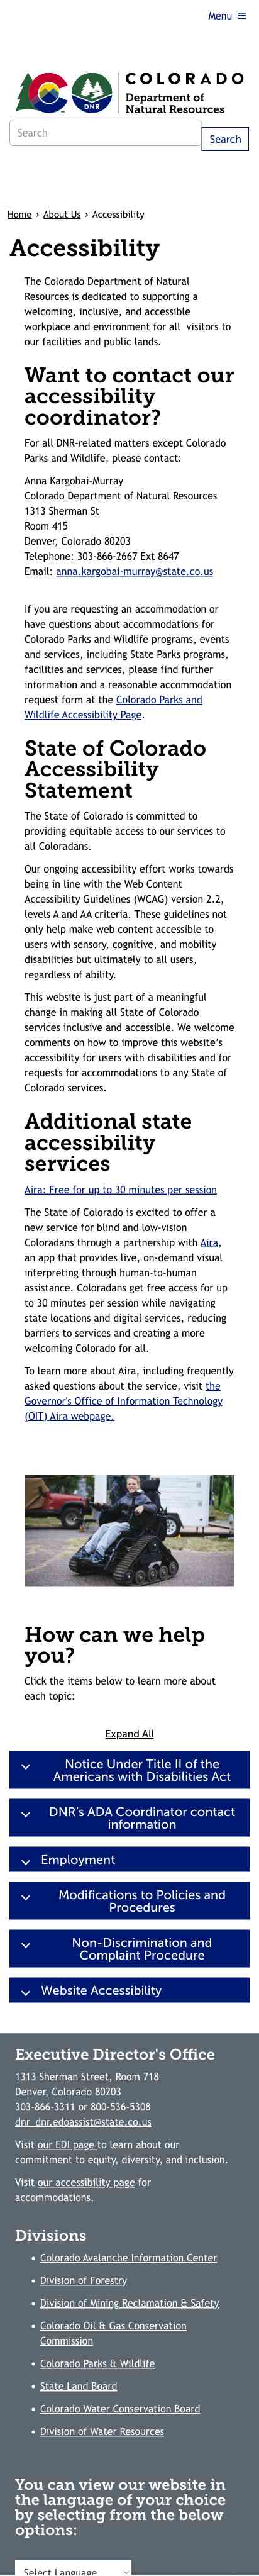 Menu
COLORADO
DNR
Department of
Natural Resources
Search
Search
Home › About Us › Accessibility
Accessibility
The Colorado Department of Natural
Resources is dedicated to supporting a
welcoming, inclusive, and accessible
workplace and environment for all visitors to
our facilities and public lands.
Want to contact our
accessibility
coordinator?
For all DNR-related matters except Colorado
Parks and Wildlife, please contact:
Anna Kargobai-Murray
Colorado Department of Natural Resources
1313 Sherman St
Room 415
Denver, Colorado 80203
Telephone: 303-866-2667 Ext 8647
Email: anna.kargobai-murray@state.co.us
If you are requesting an accommodation or
have questions about accommodations for
Colorado Parks and Wildlife programs, events
and services, including State Parks programs,
facilities and services, please find further
information and a reasonable accommodation
request form at the Colorado Parks and
Wildlife Accessibility Page.
State of Colorado
Accessibility
Statement
The State of Colorado is committed to
providing equitable access to our services to
all Coloradans.
Our ongoing accessibility effort works towards
being in line with the Web Content
Accessibility Guidelines (WCAG) version 2.2,
levels A and AA criteria. These guidelines not
only help make web content accessible to
users with sensory, cognitive, and mobility
disabilities but ultimately to all users,
regardless of ability.
This website is just part of a meaningful
change in making all State of Colorado
services inclusive and accessible. We welcome
comments on how to improve this website’s
accessibility for users with disabilities and for
requests for accommodations to any State of
Colorado services.
Additional state
accessibility
services
Aira: Free for up to 30 minutes per session
The State of Colorado is excited to offer a
new service for blind and low-vision
Coloradans through a partnership with Aira,
an app that provides live, on-demand visual
interpreting through human-to-human
assistance. Coloradans get free access for up
to 30 minutes per session while navigating
state locations and digital services, reducing
barriers to services and creating a more
welcoming Colorado for all.
To learn more about Aira, including frequently
asked questions about the service, visit the
Governor's Office of Information Technology
(OIT) Aira webpage.
How can we help
you?
Click the items below to learn more about
each topic:
Expand All
Notice Under Title II of the
Americans with Disabilities Act
DNR’s ADA Coordinator contact
information
Employment
Modifications to Policies and
Procedures
Non-Discrimination and
Complaint Procedure
Website Accessibility
Executive Director's Office
1313 Sherman Street, Room 718
Denver, Colorado 80203
303-866-3311 or 800-536-5308
dnr_dnr.edoassist@state.co.us
Visit our EDI page to learn about our
commitment to equity, diversity, and inclusion.
Visit our accessibility page for
accommodations.
Divisions
• Colorado Avalanche Information Center
• Division of Forestry
• Division of Mining Reclamation & Safety
• Colorado Oil & Gas Conservation
Commission
• Colorado Parks & Wildlife
• State Land Board
• Colorado Water Conservation Board
• Division of Water Resources
You can view our website in
the language of your choice
by selecting from the below
options:
Select Language